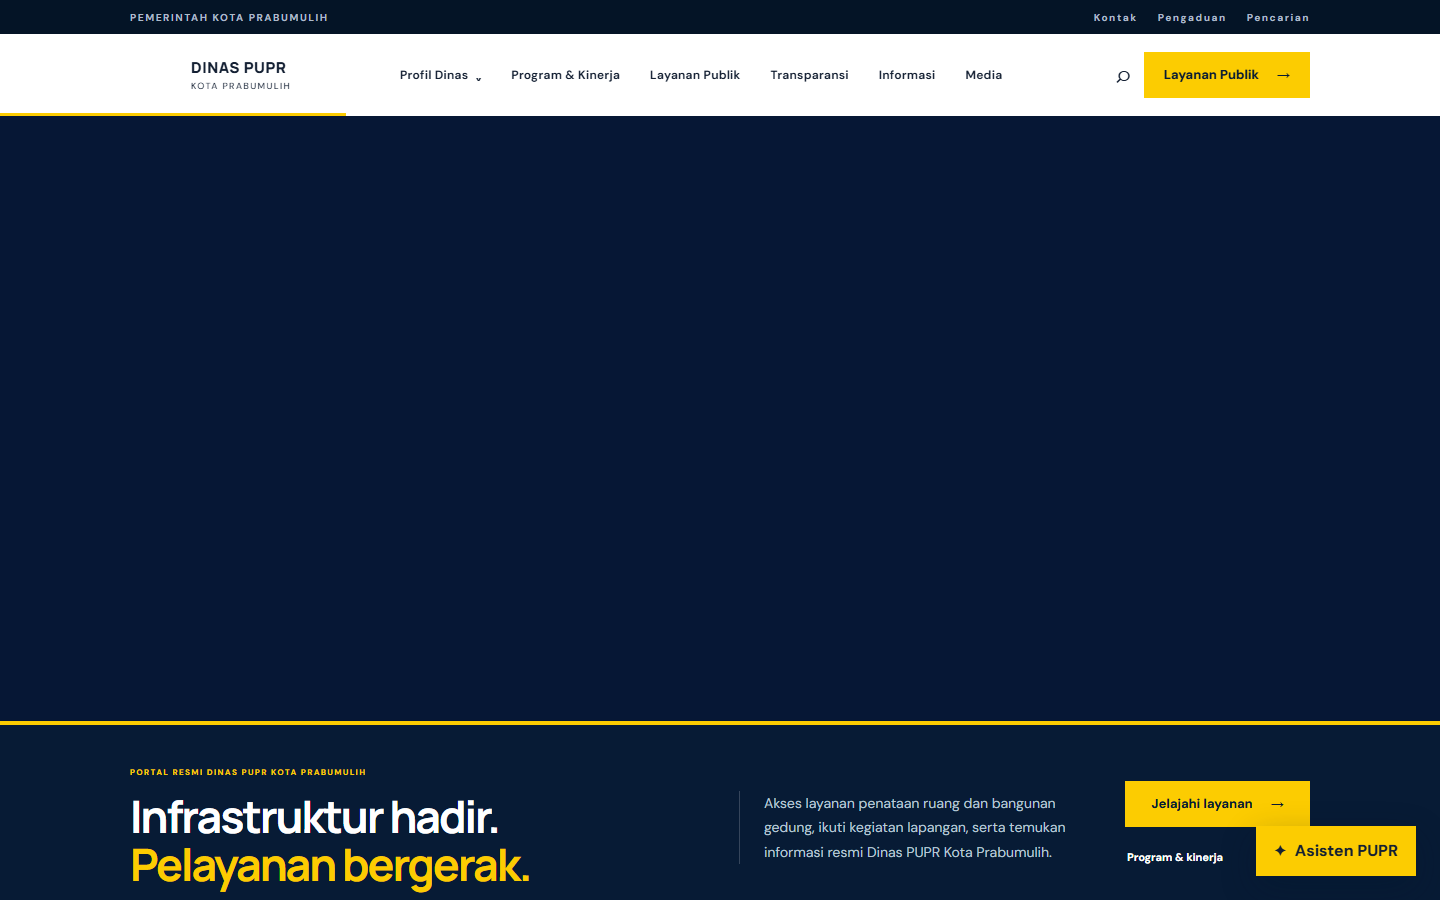 PEMERINTAH KOTA PRABUMULIH
Kontak Pengaduan Pencarian
DINAS PUPR
KOTA PRABUMULIH
Profil Dinas Program & Kinerja Layanan Publik Transparansi Informasi Media
Layanan Publik →
PORTAL RESMI DINAS PUPR KOTA PRABUMULIH
Infrastruktur hadir.
Pelayanan bergerak.
Akses layanan penataan ruang dan bangunan
gedung, ikuti kegiatan lapangan, serta temukan
informasi resmi Dinas PUPR Kota Prabumulih.
Jelajahi layanan →
Program & kinerja
✦ Asisten PUPR